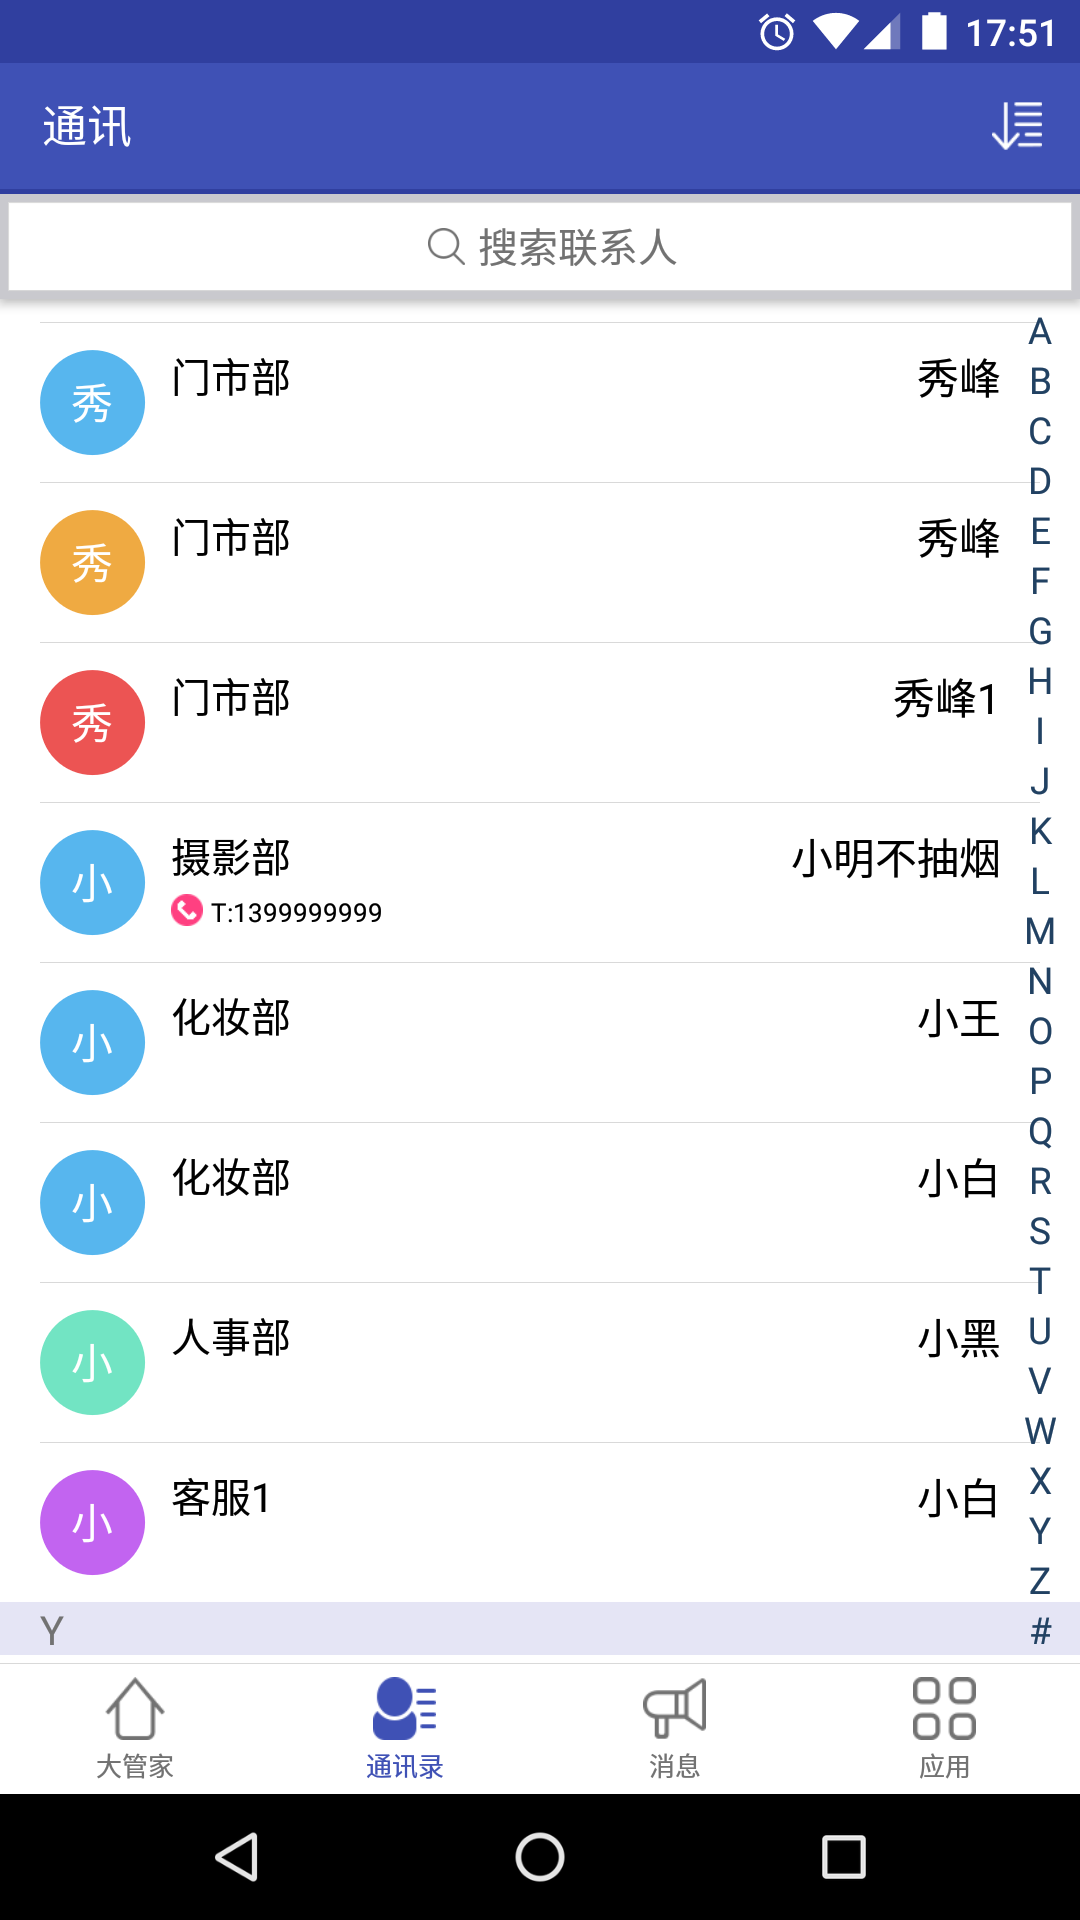 17:51
通讯
搜索联系人
秀 门市部 秀峰
秀 门市部 秀峰
秀 门市部 秀峰1
小 摄影部 小明不抽烟
T:1399999999
小 化妆部 小王
小 化妆部 小白
小 人事部 小黑
小 客服1 小白
Y
A
B
C
D
E
F
G
H
I
J
K
L
M
N
O
P
Q
R
S
T
U
V
W
X
Y
Z
#
大管家 通讯录 消息 应用